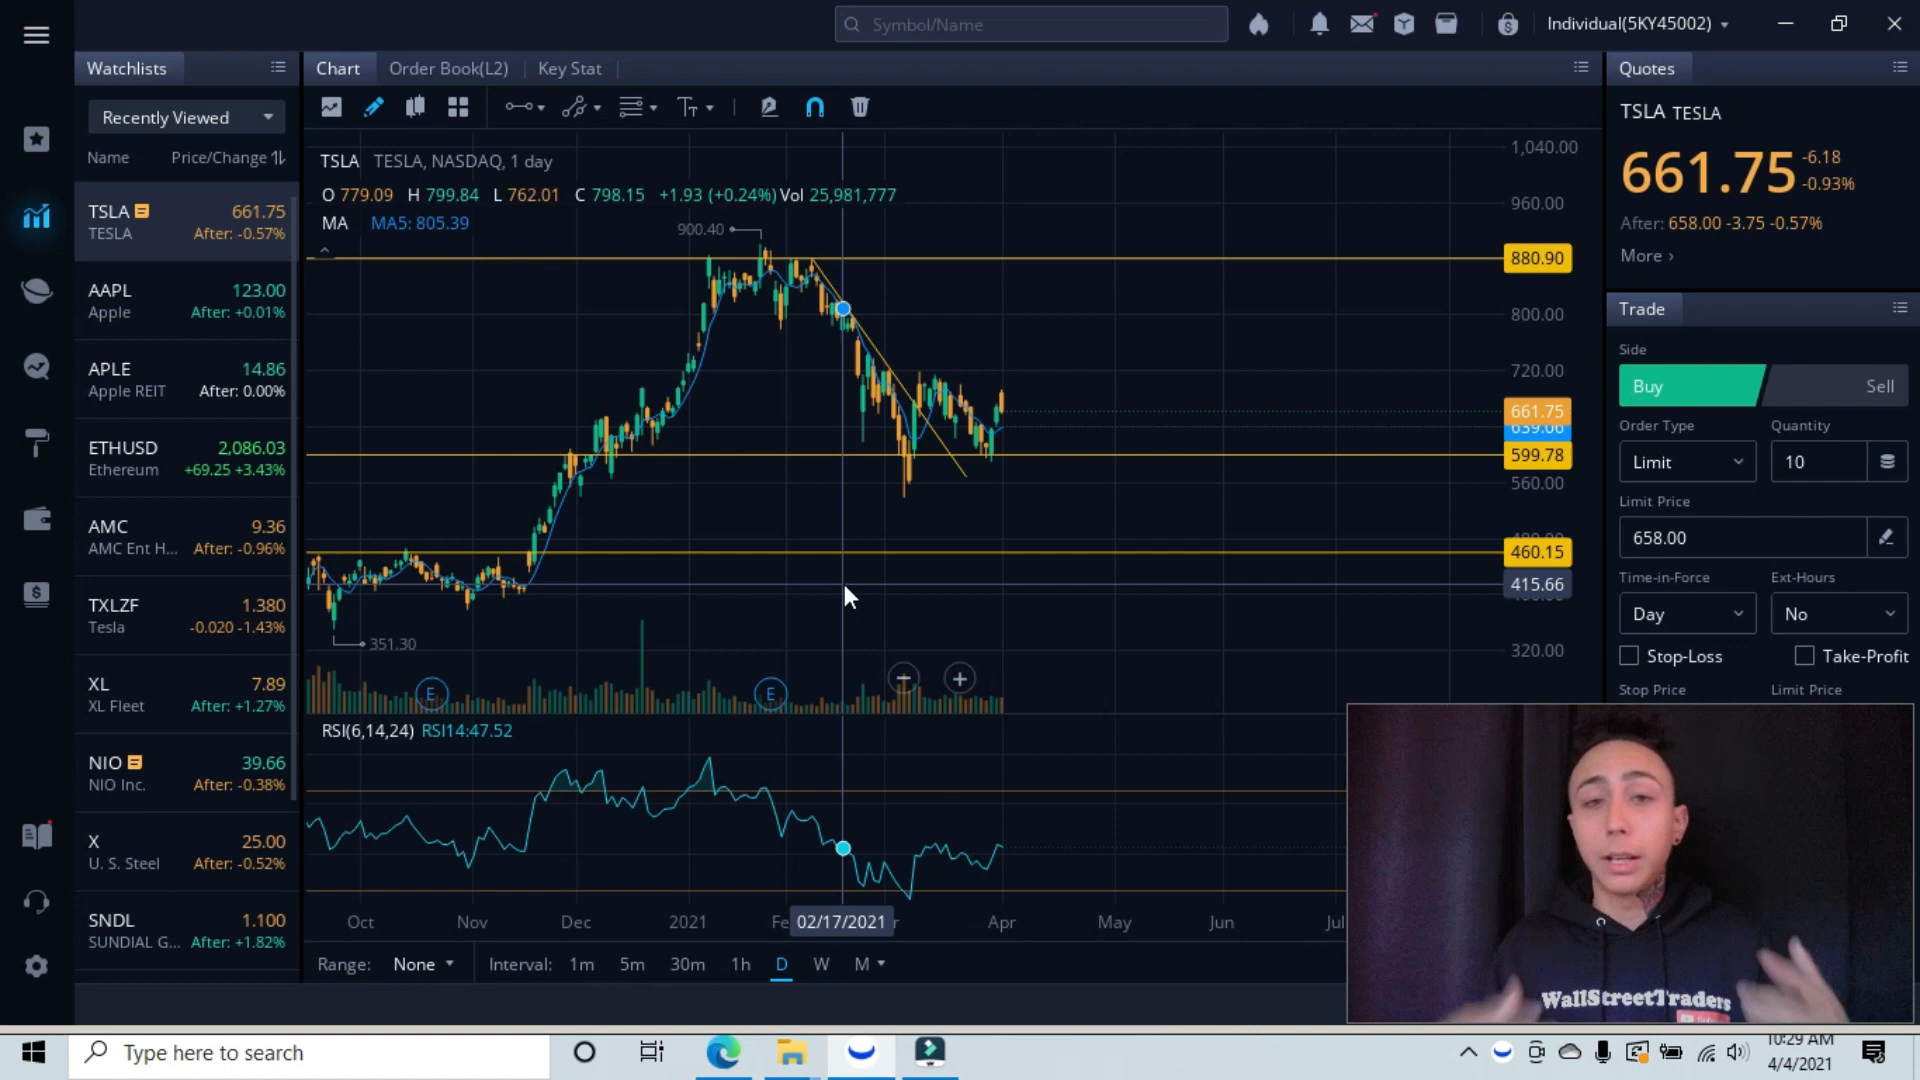 Symbol/Name
Individual(5KY45002)
Watchlists
Chart
Order Book(L2)
Key Stat
Quotes
Recently Viewed
Name Price/Change
TSLA 661.75
TESLA After: -0.57%
AAPL 123.00
Apple After: +0.01%
APLE 14.86
Apple REIT After: 0.00%
ETHUSD 2,086.03
Ethereum +69.25 +3.43%
AMC 9.36
AMC Ent H... After: -0.96%
TXLZF 1.380
Tesla -0.020 -1.43%
XL 7.89
XL Fleet After: +1.27%
NIO 39.66
NIO Inc. After: -0.38%
X 25.00
U. S. Steel After: -0.52%
SNDL 1.100
SUNDIAL G... After: +1.82%
TSLA TESLA, NASDAQ, 1 day
O 779.09 H 799.84 L 762.01 C 798.15 +1.93 (+0.24%) Vol 25,981,777
MA MA5: 805.39
900.40
351.30
E
E
1,040.00
960.00
880.90
800.00
720.00
661.75
639.06
599.78
560.00
460.15
415.66
320.00
RSI(6,14,24) RSI14:47.52
Oct Nov Dec 2021 Fe 02/17/2021 r Apr May Jun Jul
Range: None Interval: 1m 5m 30m 1h D W M
TSLA TESLA
661.75 -6.18
-0.93%
After: 658.00 -3.75 -0.57%
More
Trade
Side
Buy Sell
Order Type Quantity
Limit 10
Limit Price
658.00
Time-in-Force Ext-Hours
Day No
Stop-Loss Take-Profit
Stop Price Limit Price
WallStreetTraders
Type here to search
10:29 AM
4/4/2021